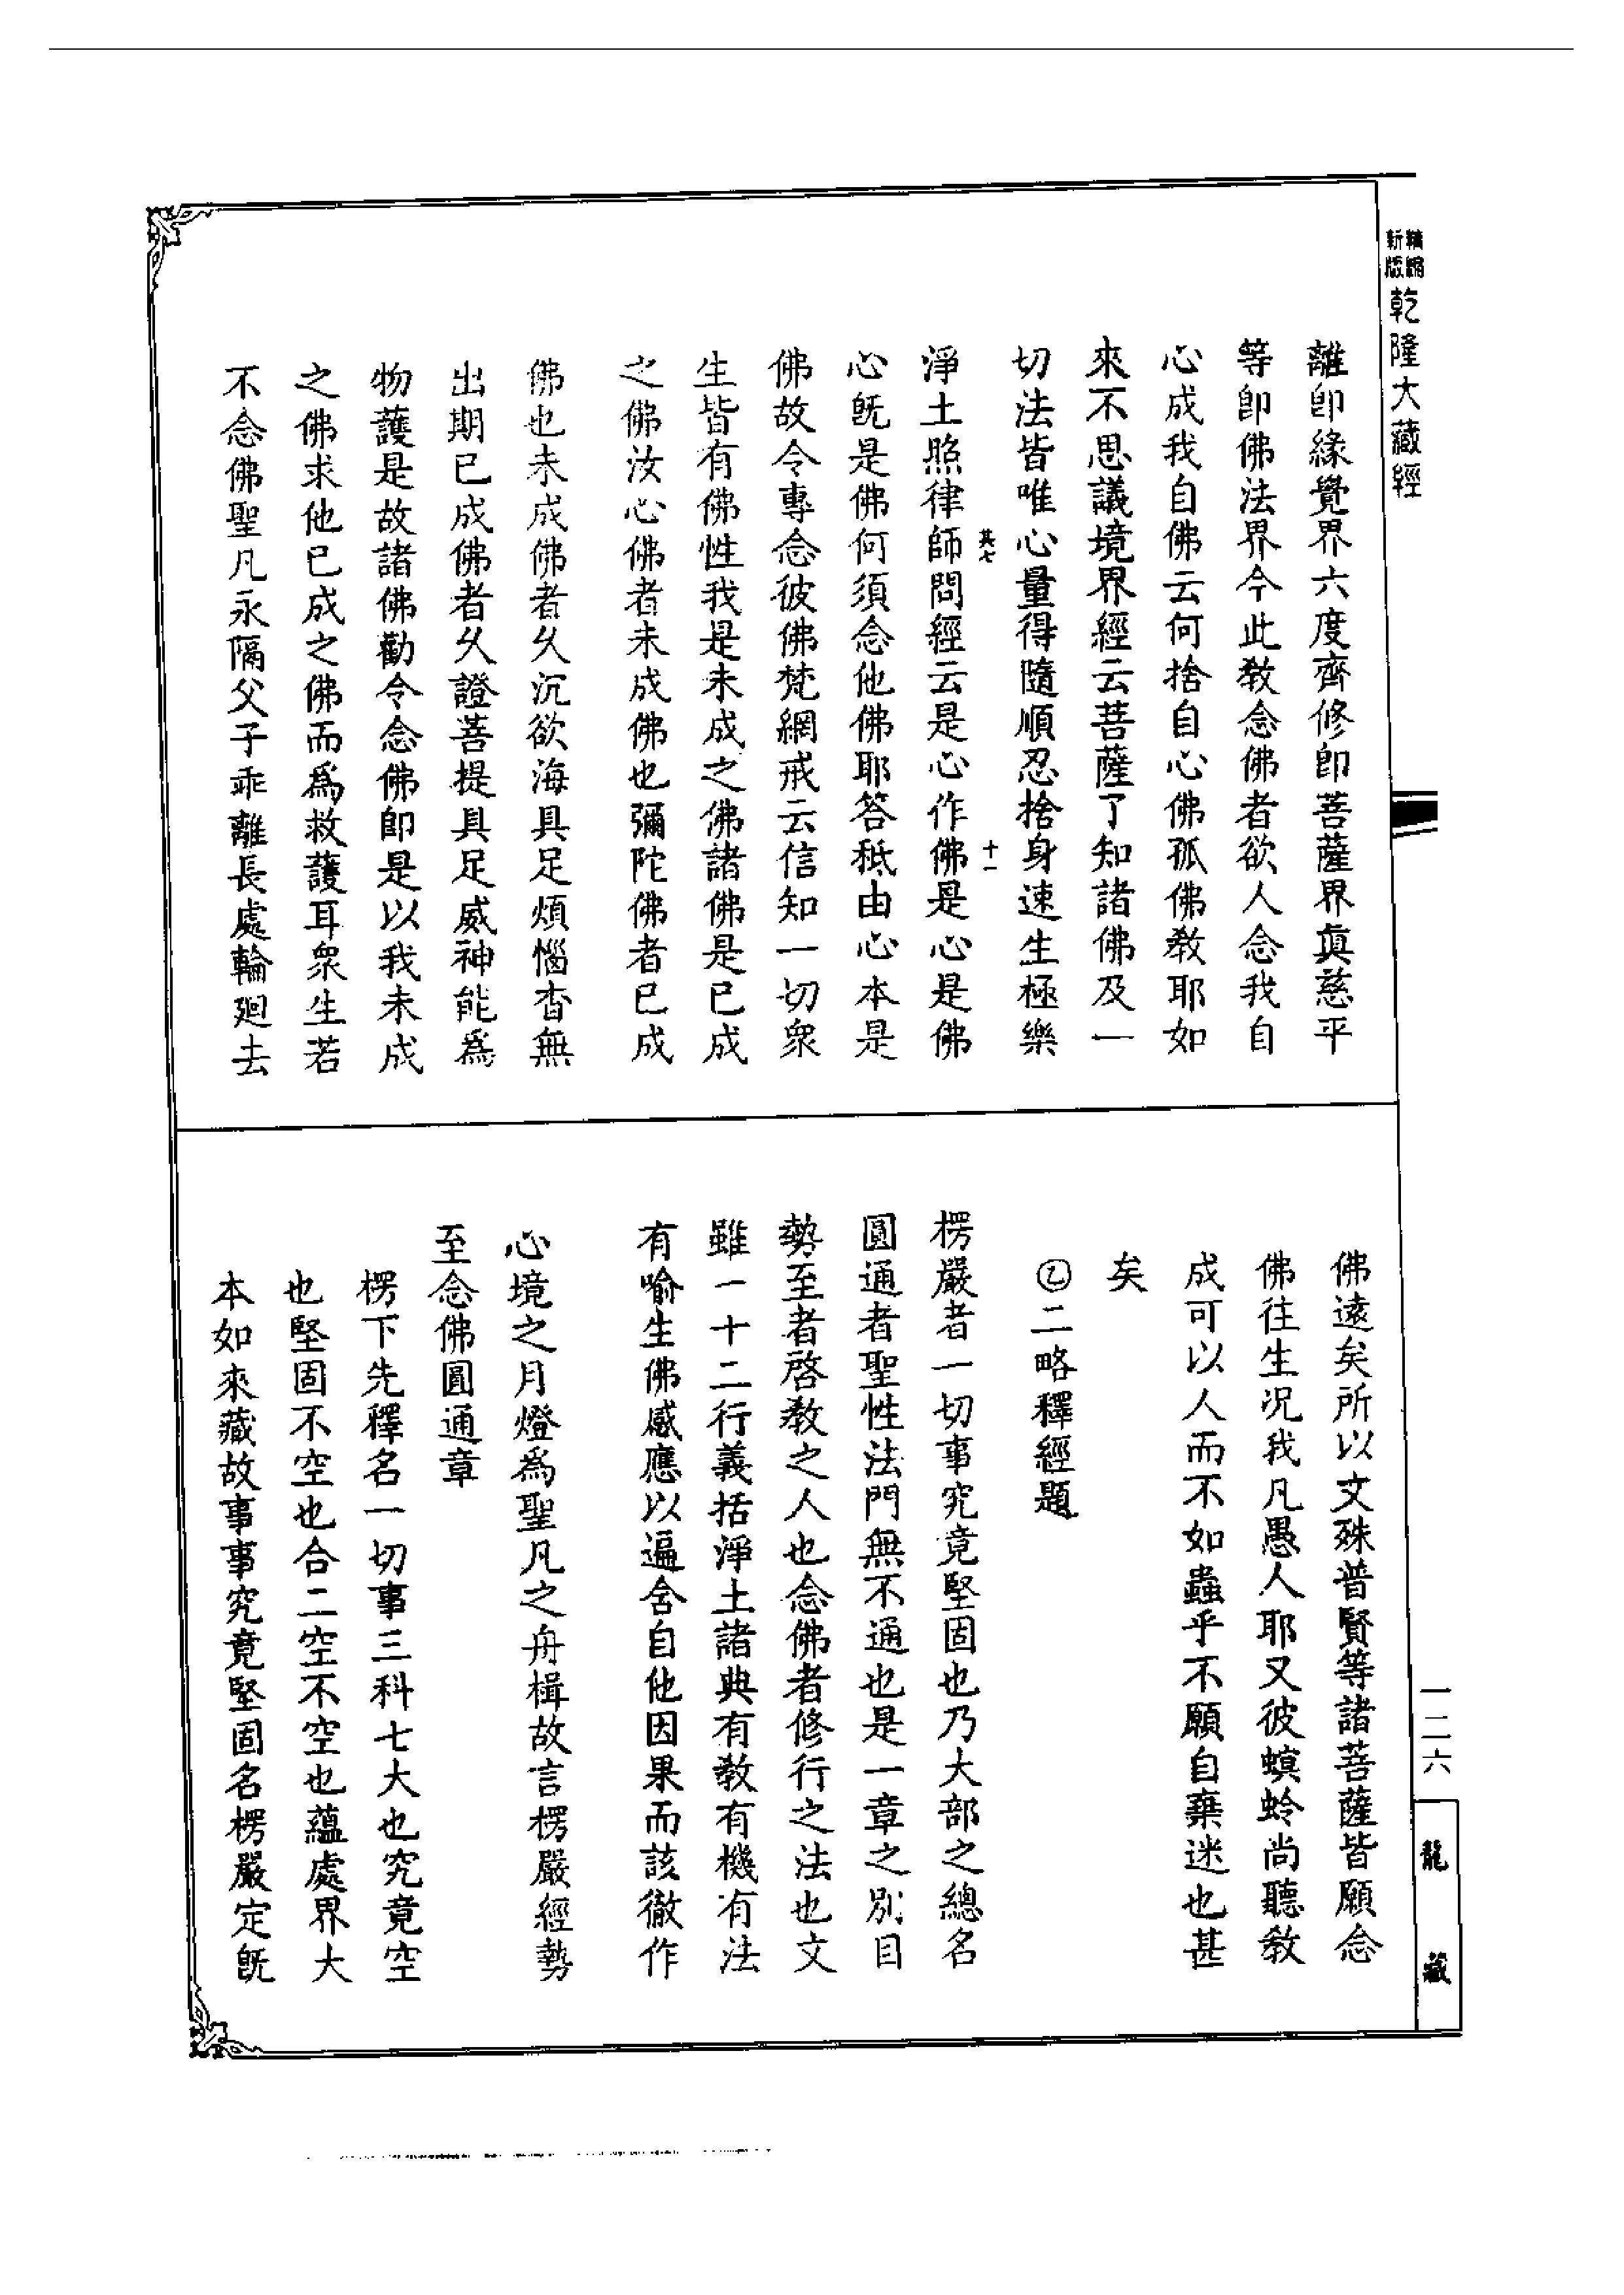 新編
新版
乾隆大藏經
離卽緣覺界六度齊修卽菩薩界眞慈平
等卽佛法界今此教念佛者欲人念我自
心成我自佛云何捨自心佛孤佛教耶如
來不思議境界經云菩薩了知諸佛及一
切法皆唯心量得隨順忍捨身速生極樂
其七
十一
淨土照律師問經云是心作佛是心是佛
心旣是佛何須念他佛耶答秪由心本是
佛故令專念彼佛梵網戒云信知一切衆
生皆有佛性我是未成之佛諸佛是已成
之佛汝心佛者未成佛也彌陀佛者已成
佛也未成佛者久沉欲海具足煩惱杳無
出期已成佛者久證菩提具足威神能爲
物護是故諸佛勸令念佛卽是以我未成
之佛求他已成之佛而爲救護耳衆生若
不念佛聖凡永隔父子乖離長處輪廻去
佛遠矣所以文殊普賢等諸菩薩皆願念
佛往生況我凡愚人耶又彼螟蛉尚聽教
成可以人而不如蟲乎不願自棄迷也甚
矣
㋑二略釋經題
楞嚴者一切事究竟堅固也乃大部之總名
圓通者聖性法門無不通也是一章之別目
勢至者啓教之人也念佛者修行之法也文
雖一十二行義括淨土諸典有教有機有法
有喻生佛感應以遍含自他因果而該徹作
心境之月燈爲聖凡之舟楫故言楞嚴經勢
至念佛圓通章
楞下先釋名一切事三科七大也究竟空
也堅固不空也合二空不空也蘊處界大
本如來藏故事事究竟堅固名楞嚴定旣
一二六
龍藏